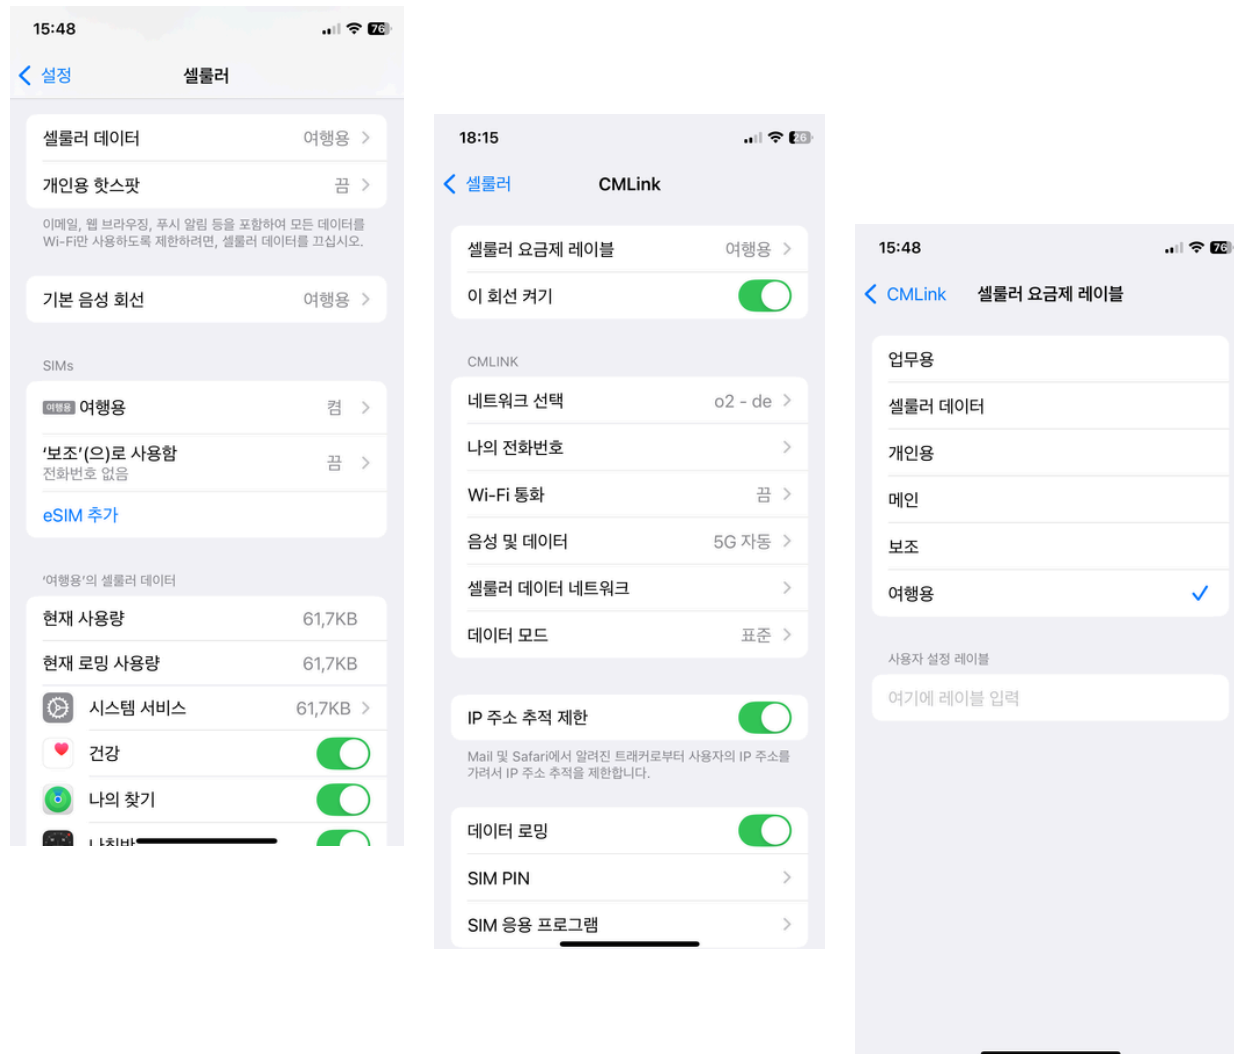 15:48
76
설정
셀룰러
셀룰러 데이터
여행용
개인용 핫스팟
끔
이메일, 웹 브라우징, 푸시 알림 등을 포함하여 모든 데이터를
Wi-Fi만 사용하도록 제한하려면, 셀룰러 데이터를 끄십시오.
기본 음성 회선
여행용
SIMs
여행용 여행용
켬
‘보조’(으)로 사용함
전화번호 없음
끔
eSIM 추가
‘여행용’의 셀룰러 데이터
현재 사용량
61,7KB
현재 로밍 사용량
61,7KB
시스템 서비스
61,7KB
건강
나의 찾기
18:15
26
셀룰러
CMLink
셀룰러 요금제 레이블
여행용
이 회선 켜기
CMLINK
네트워크 선택
o2 - de
나의 전화번호
Wi-Fi 통화
끔
음성 및 데이터
5G 자동
셀룰러 데이터 네트워크
데이터 모드
표준
IP 주소 추적 제한
Mail 및 Safari에서 알려진 트래커로부터 사용자의 IP 주소를
가려서 IP 주소 추적을 제한합니다.
데이터 로밍
SIM PIN
SIM 응용 프로그램
15:48
76
CMLink
셀룰러 요금제 레이블
업무용
셀룰러 데이터
개인용
메인
보조
여행용
사용자 설정 레이블
여기에 레이블 입력